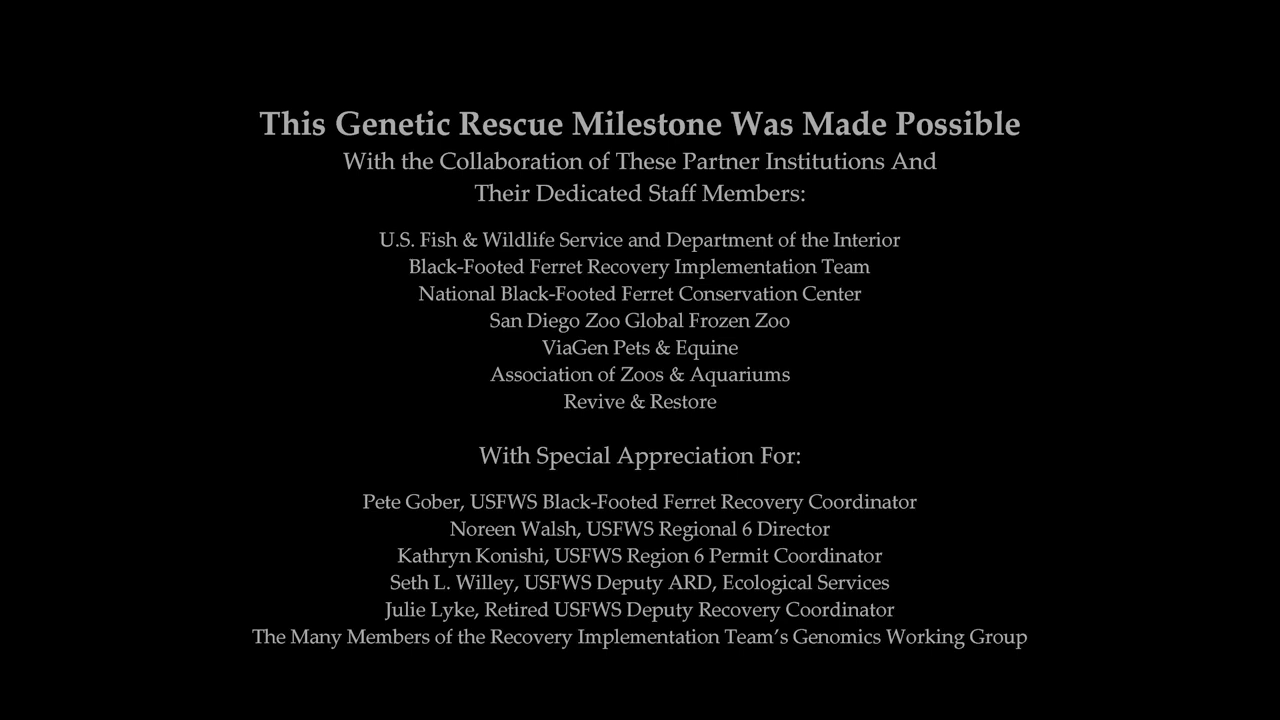 This Genetic Rescue Milestone Was Made Possible
With the Collaboration of These Partner Institutions And
Their Dedicated Staff Members:
U.S. Fish & Wildlife Service and Department of the Interior
Black-Footed Ferret Recovery Implementation Team
National Black-Footed Ferret Conservation Center
San Diego Zoo Global Frozen Zoo
ViaGen Pets & Equine
Association of Zoos & Aquariums
Revive & Restore
With Special Appreciation For:
Pete Gober, USFWS Black-Footed Ferret Recovery Coordinator
Noreen Walsh, USFWS Regional 6 Director
Kathryn Konishi, USFWS Region 6 Permit Coordinator
Seth L. Willey, USFWS Deputy ARD, Ecological Services
Julie Lyke, Retired USFWS Deputy Recovery Coordinator
The Many Members of the Recovery Implementation Team’s Genomics Working Group